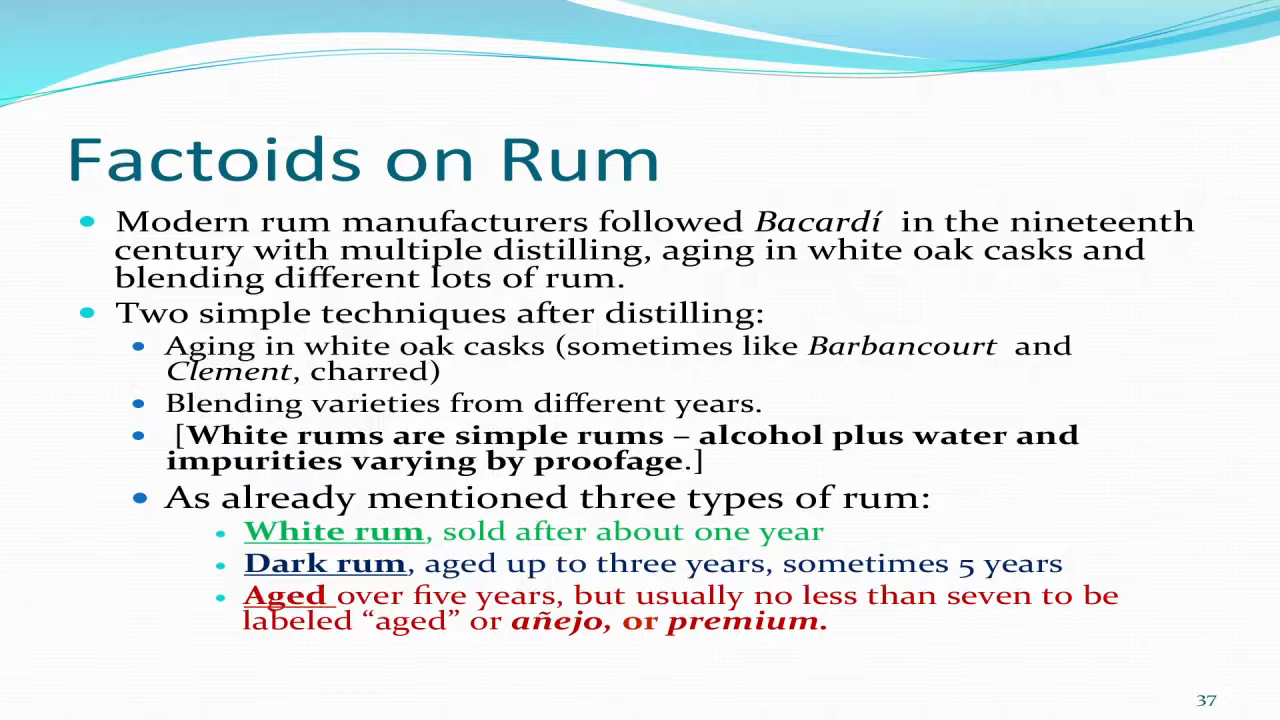 Factoids on Rum
Modern rum manufacturers followed Bacardí in the nineteenth
century with multiple distilling, aging in white oak casks and
blending different lots of rum.
Two simple techniques after distilling:
Aging in white oak casks (sometimes like Barbancourt and
Clement, charred)
Blending varieties from different years.
[White rums are simple rums – alcohol plus water and
impurities varying by proofage.]
As already mentioned three types of rum:
White rum, sold after about one year
Dark rum, aged up to three years, sometimes 5 years
Aged over five years, but usually no less than seven to be
labeled “aged” or añejo, or premium.
37